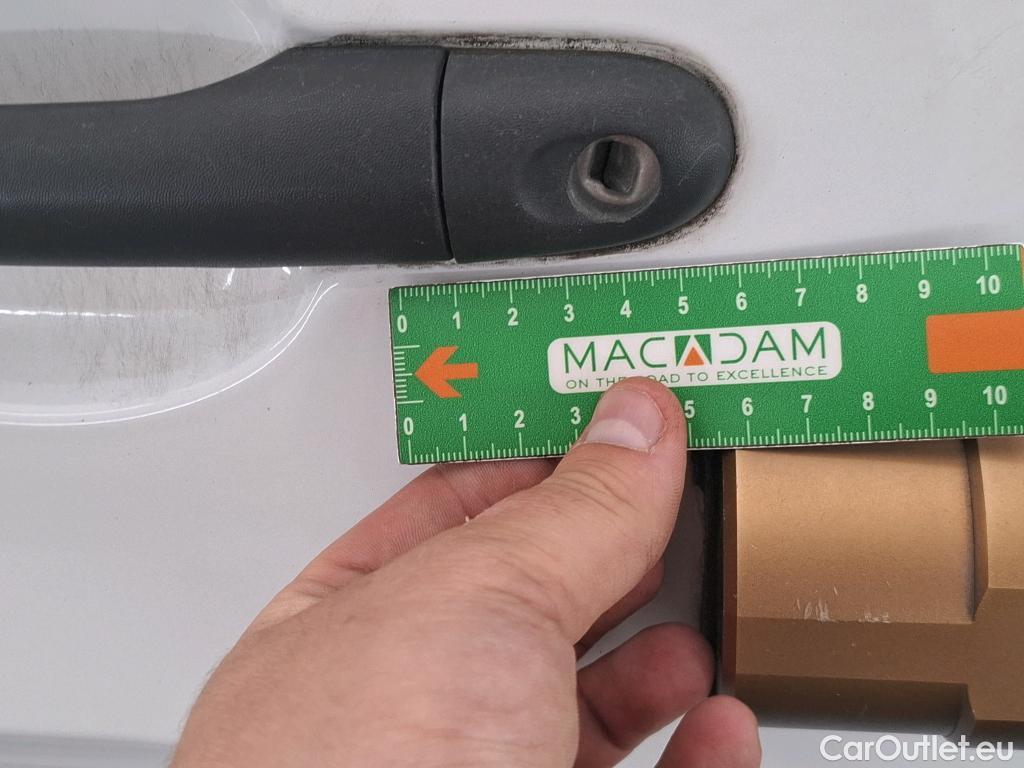 0 1 2 3 4 5 6 7 8 9 10
MACADAM
ON THE ROAD TO EXCELLENCE
0 1 2 3 5 6 7 8 9 10
CarOutlet.eu